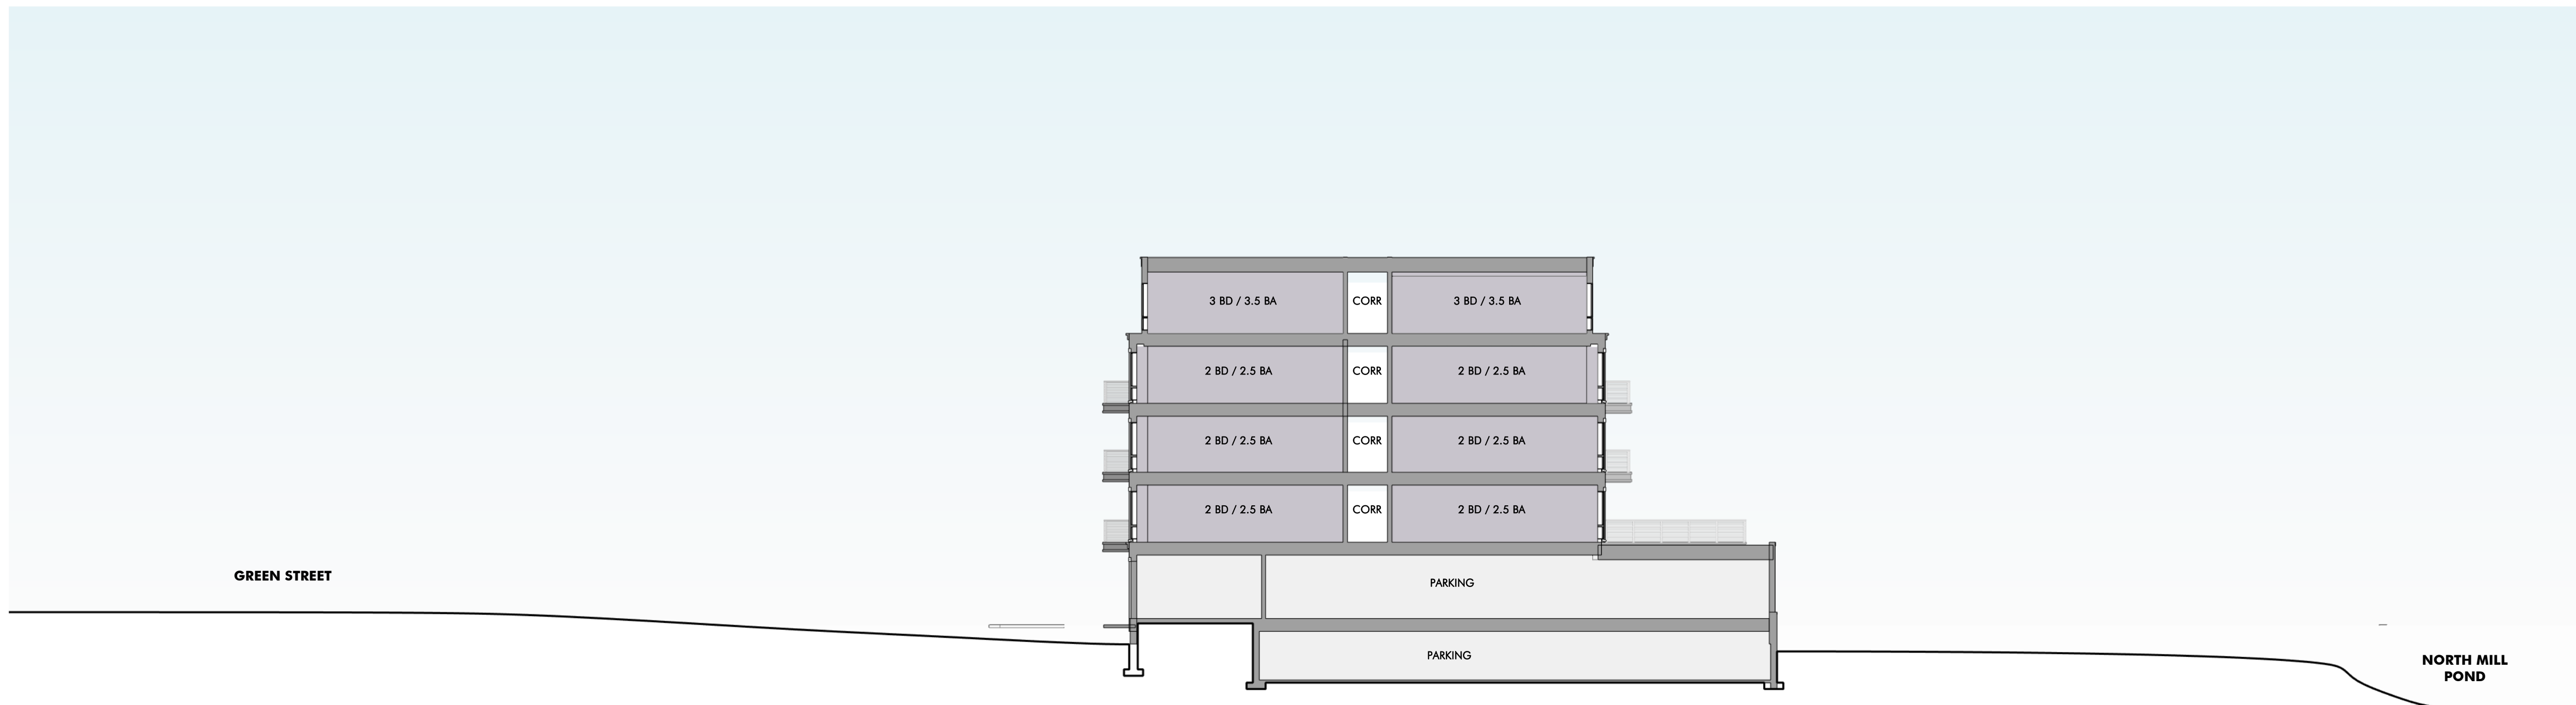 3 BD / 3.5 BA CORR 3 BD / 3.5 BA
2 BD / 2.5 BA CORR 2 BD / 2.5 BA
2 BD / 2.5 BA CORR 2 BD / 2.5 BA
2 BD / 2.5 BA CORR 2 BD / 2.5 BA
GREEN STREET
PARKING
PARKING
NORTH MILL
POND